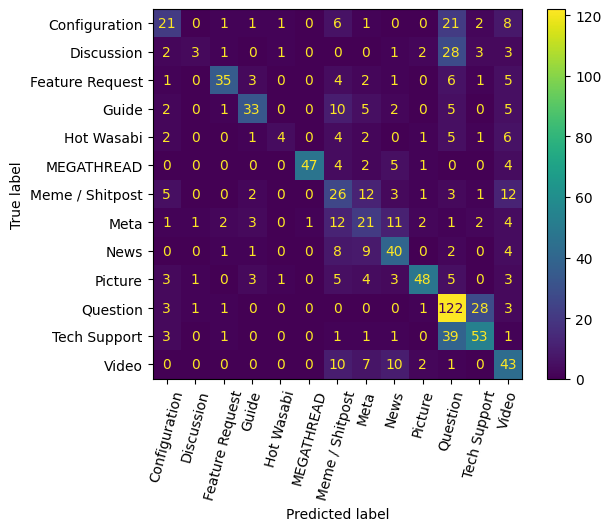 Configuration 21 0 1 1 1 0 6 1 0 0 21 2 8
Discussion 2 3 1 0 1 0 0 0 1 2 28 3 3
Feature Request 1 0 35 3 0 0 4 2 1 0 6 1 5
Guide 2 0 1 33 0 0 10 5 2 0 5 0 5
Hot Wasabi 2 0 0 1 4 0 4 2 0 1 5 1 6
MEGATHREAD 0 0 0 0 0 47 4 2 5 1 0 0 4
Meme / Shitpost 5 0 0 2 0 0 26 12 3 1 3 1 12
Meta 1 1 2 3 0 1 12 21 11 2 1 2 4
News 0 0 1 1 0 0 8 9 40 0 2 0 4
Picture 3 1 0 3 1 0 5 4 3 48 5 0 3
Question 3 1 1 0 0 0 0 0 0 1 122 28 3
Tech Support 3 0 1 0 0 0 1 1 1 0 39 53 1
Video 0 0 0 0 0 0 10 7 10 2 1 0 43
True label
Configuration
Discussion
Feature Request
Guide
Hot Wasabi
MEGATHREAD
Meme / Shitpost
Meta
News
Picture
Question
Tech Support
Video
Predicted label
120
100
80
60
40
20
0